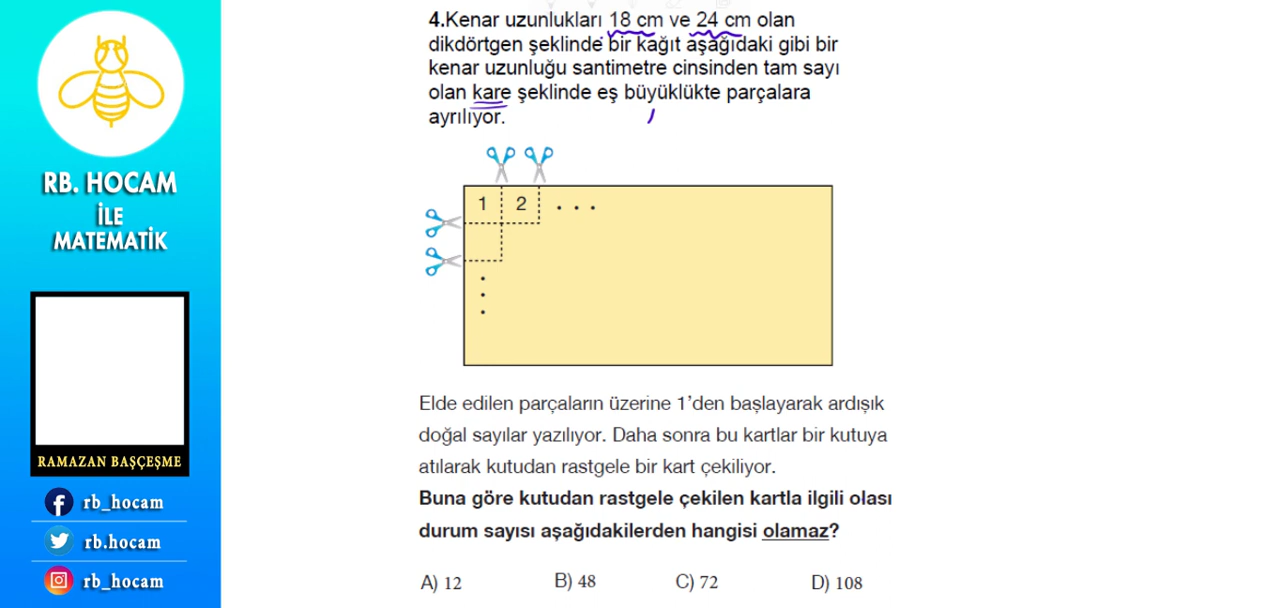 RB. HOCAM
İLE
MATEMATİK
RAMAZAN BAŞÇEŞME
rb_hocam
rb.hocam
rb_hocam
4.Kenar uzunlukları 18 cm ve 24 cm olan
dikdörtgen şeklinde bir kağıt aşağıdaki gibi bir
kenar uzunluğu santimetre cinsinden tam sayı
olan kare şeklinde eş büyüklükte parçalara
ayrılıyor.
1 2 . . .
Elde edilen parçaların üzerine 1'den başlayarak ardışık
doğal sayılar yazılıyor. Daha sonra bu kartlar bir kutuya
atılarak kutudan rastgele bir kart çekiliyor.
Buna göre kutudan rastgele çekilen kartla ilgili olası
durum sayısı aşağıdakilerden hangisi olamaz?
A) 12 B) 48 C) 72 D) 108